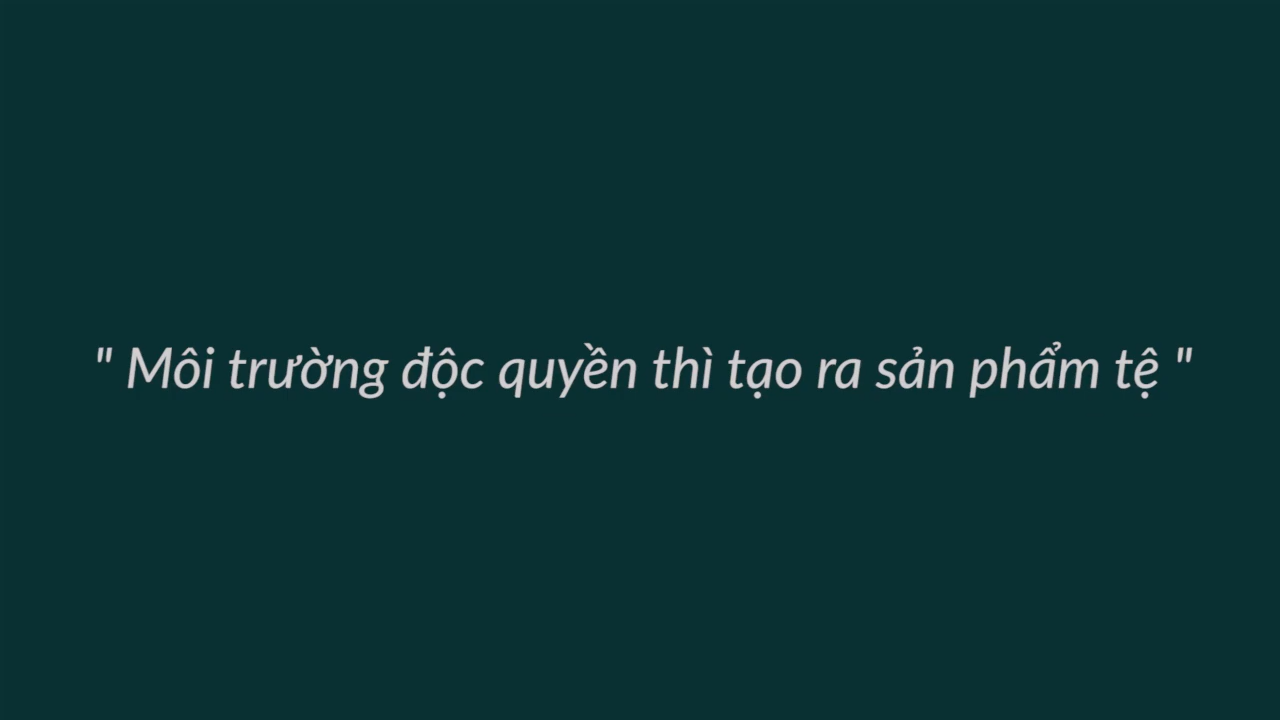 " Môi trường độc quyền thì tạo ra sản phẩm tệ "